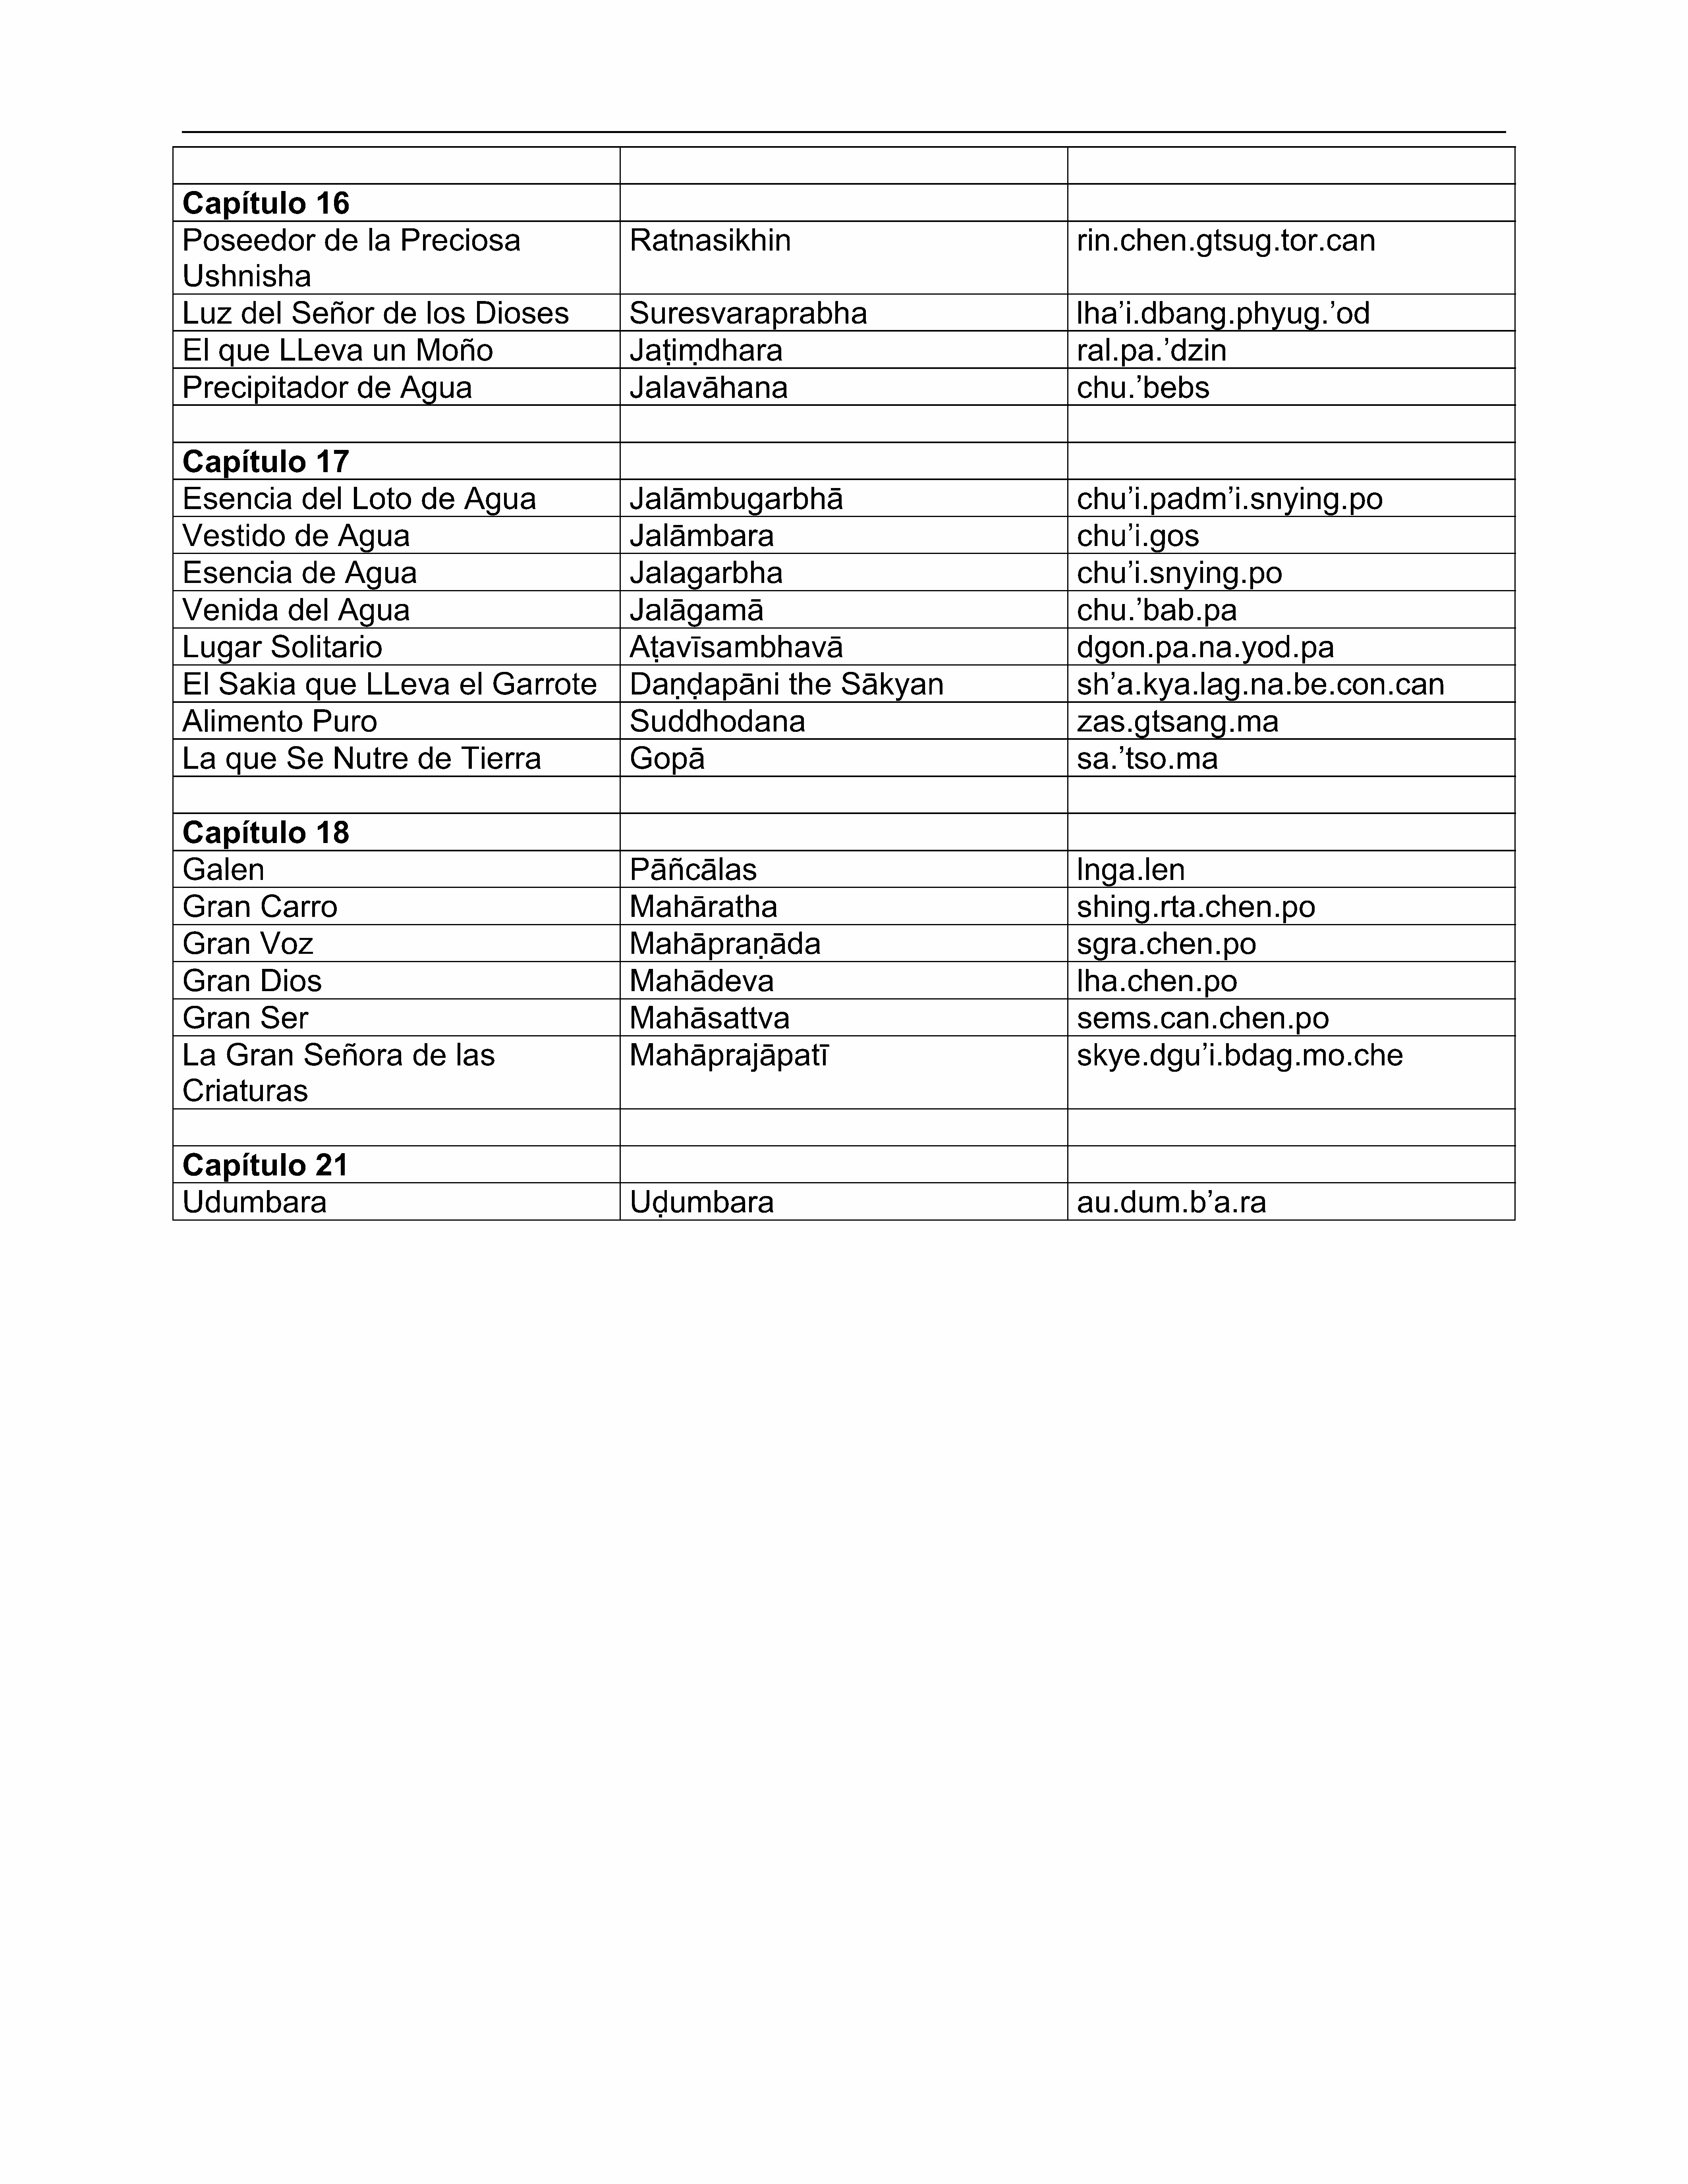 Capítulo 16
Poseedor de la Preciosa Ushnisha Ratnasikhin rin.chen.gtsug.tor.can
Luz del Señor de los Dioses Suresvaraprabha lha’i.dbang.phyug.’od
El que LLeva un Moño Jaṭiṃdhara ral.pa.’dzin
Precipitador de Agua Jalavāhana chu.’bebs
Capítulo 17
Esencia del Loto de Agua Jalāmbugarbhā chu’i.padm’i.snying.po
Vestido de Agua Jalāmbara chu’i.gos
Esencia de Agua Jalagarbha chu’i.snying.po
Venida del Agua Jalāgamā chu.’bab.pa
Lugar Solitario Aṭavīsambhavā dgon.pa.na.yod.pa
El Sakia que LLeva el Garrote Daṇḍapāni the Sākyan sh’a.kya.lag.na.be.con.can
Alimento Puro Suddhodana zas.gtsang.ma
La que Se Nutre de Tierra Gopā sa.’tso.ma
Capítulo 18
Galen Pāñcālas lnga.len
Gran Carro Mahāratha shing.rta.chen.po
Gran Voz Mahāpraṇāda sgra.chen.po
Gran Dios Mahādeva lha.chen.po
Gran Ser Mahāsattva sems.can.chen.po
La Gran Señora de las Criaturas Mahāprajāpatī skye.dgu’i.bdag.mo.che
Capítulo 21
Udumbara Uḍumbara au.dum.b’a.ra